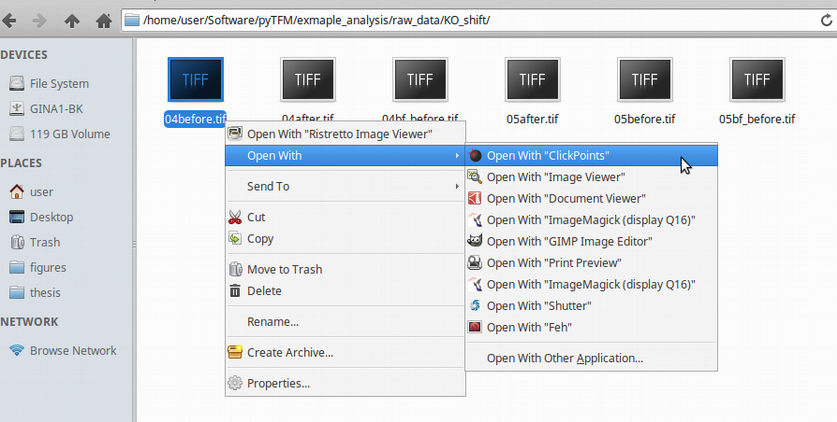 /home/user/Software/pyTFM/exmaple_analysis/raw_data/KO_shift/
DEVICES
File System
GINA1-BK
119 GB Volume
PLACES
user
Desktop
Trash
figures
thesis
NETWORK
Browse Network
TIFF
TIFF
TIFF
TIFF
TIFF
TIFF
04before.tif
04after.tif
04bf_before.tif
05after.tif
05before.tif
05bf_before.tif
Open With "Ristretto Image Viewer"
Open With
Send To
Cut
Copy
Move to Trash
Delete
Rename...
Create Archive...
Properties...
Open With "ClickPoints"
Open With "Image Viewer"
Open With "Document Viewer"
Open With "ImageMagick (display Q16)"
Open With "GIMP Image Editor"
Open With "Print Preview"
Open With "ImageMagick (display Q16)"
Open With "Shutter"
Open With "Feh"
Open With Other Application...